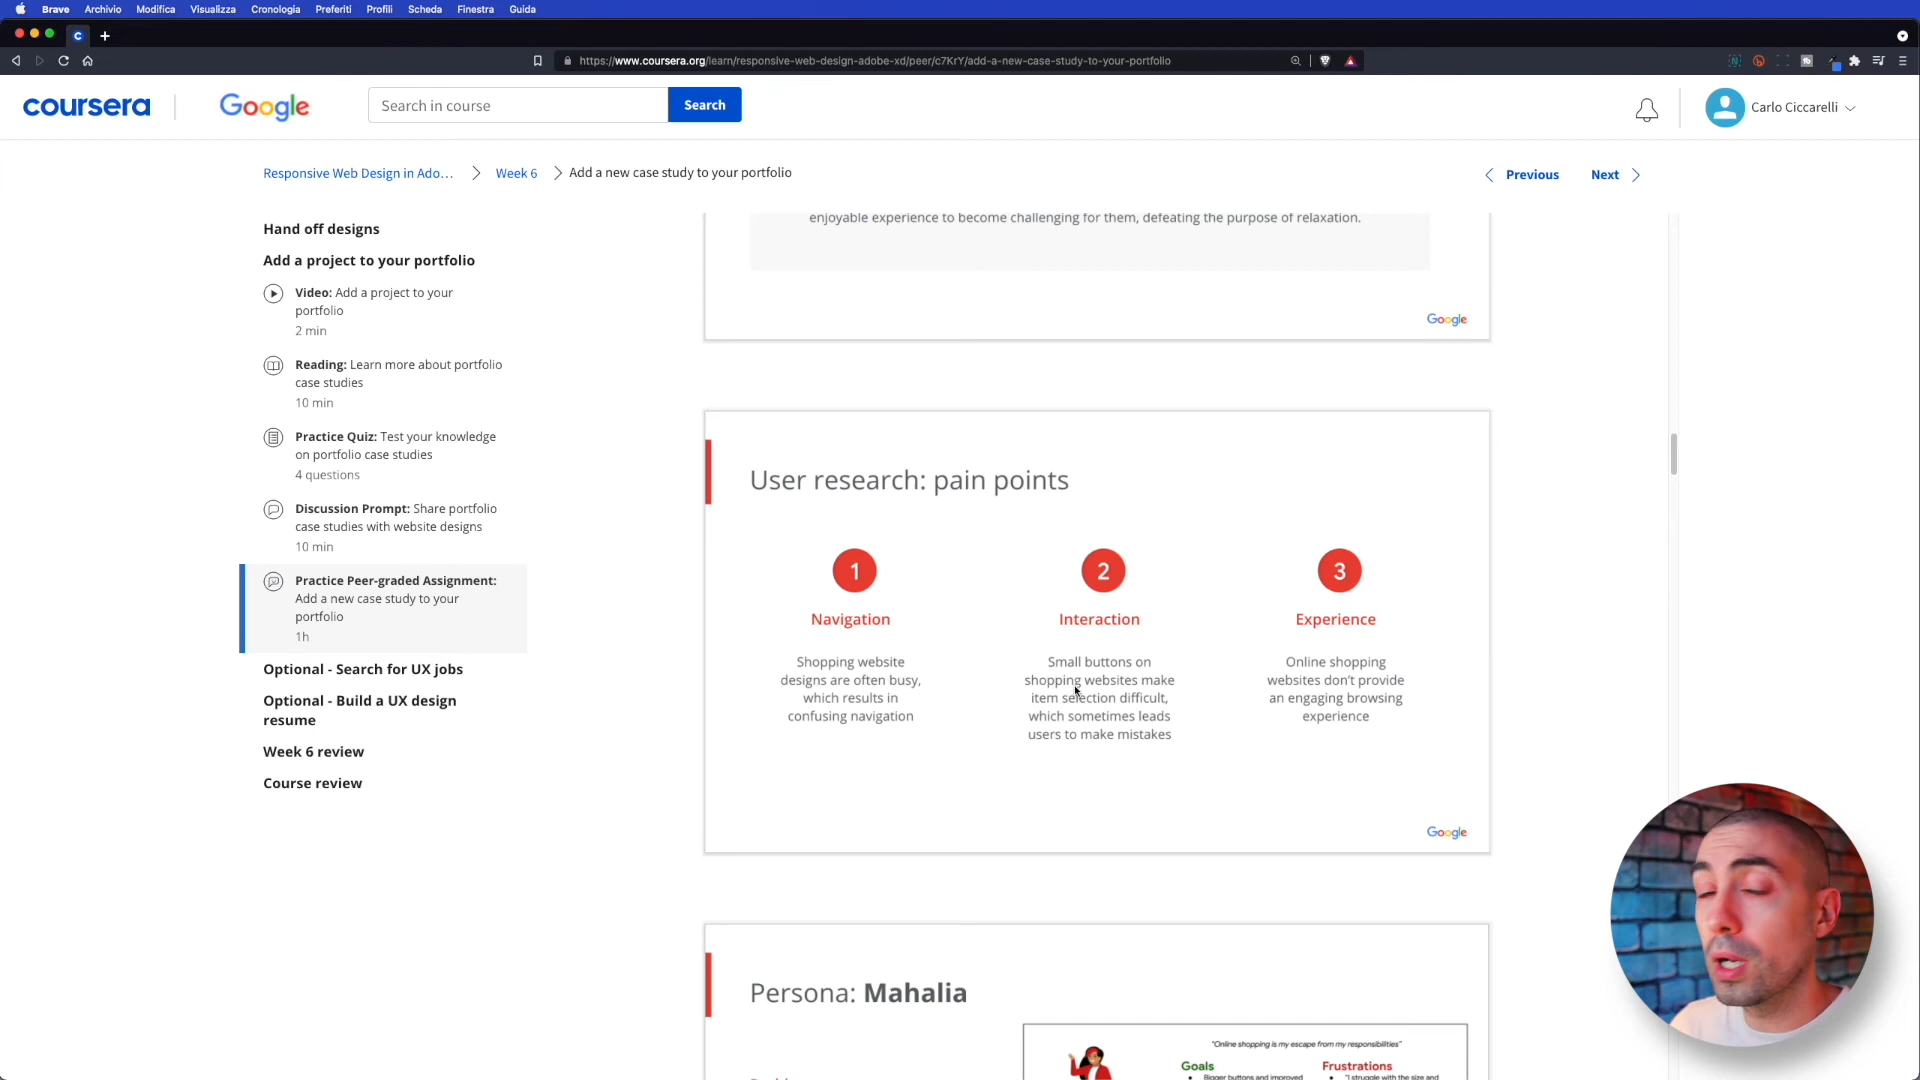 Brave Archivio Modifica Visualizza Cronologia Preferiti Profili Scheda Finestra Guida
https://www.coursera.org/learn/responsive-web-design-adobe-xd/peer/c7KrY/add-a-new-case-study-to-your-portfolio
coursera
Google
Search in course
Search
Carlo Ciccarelli
Responsive Web Design in Ado…
Week 6
Add a new case study to your portfolio
Previous
Next
Hand off designs
Add a project to your portfolio
Video: Add a project to your
portfolio
2 min
Reading: Learn more about portfolio
case studies
10 min
Practice Quiz: Test your knowledge
on portfolio case studies
4 questions
Discussion Prompt: Share portfolio
case studies with website designs
10 min
Practice Peer-graded Assignment:
Add a new case study to your
portfolio
1h
Optional - Search for UX jobs
Optional - Build a UX design
resume
Week 6 review
Course review
enjoyable experience to become challenging for them, defeating the purpose of relaxation.
Google
User research: pain points
1
Navigation
Shopping website
designs are often busy,
which results in
confusing navigation
2
Interaction
Small buttons on
shopping websites make
item selection difficult,
which sometimes leads
users to make mistakes
3
Experience
Online shopping
websites don't provide
an engaging browsing
experience
Google
Persona: Mahalia
"Online shopping is my escape from my responsibilities"
Goals
• Bigger buttons and improved
Frustrations
• "I struggle with the size and